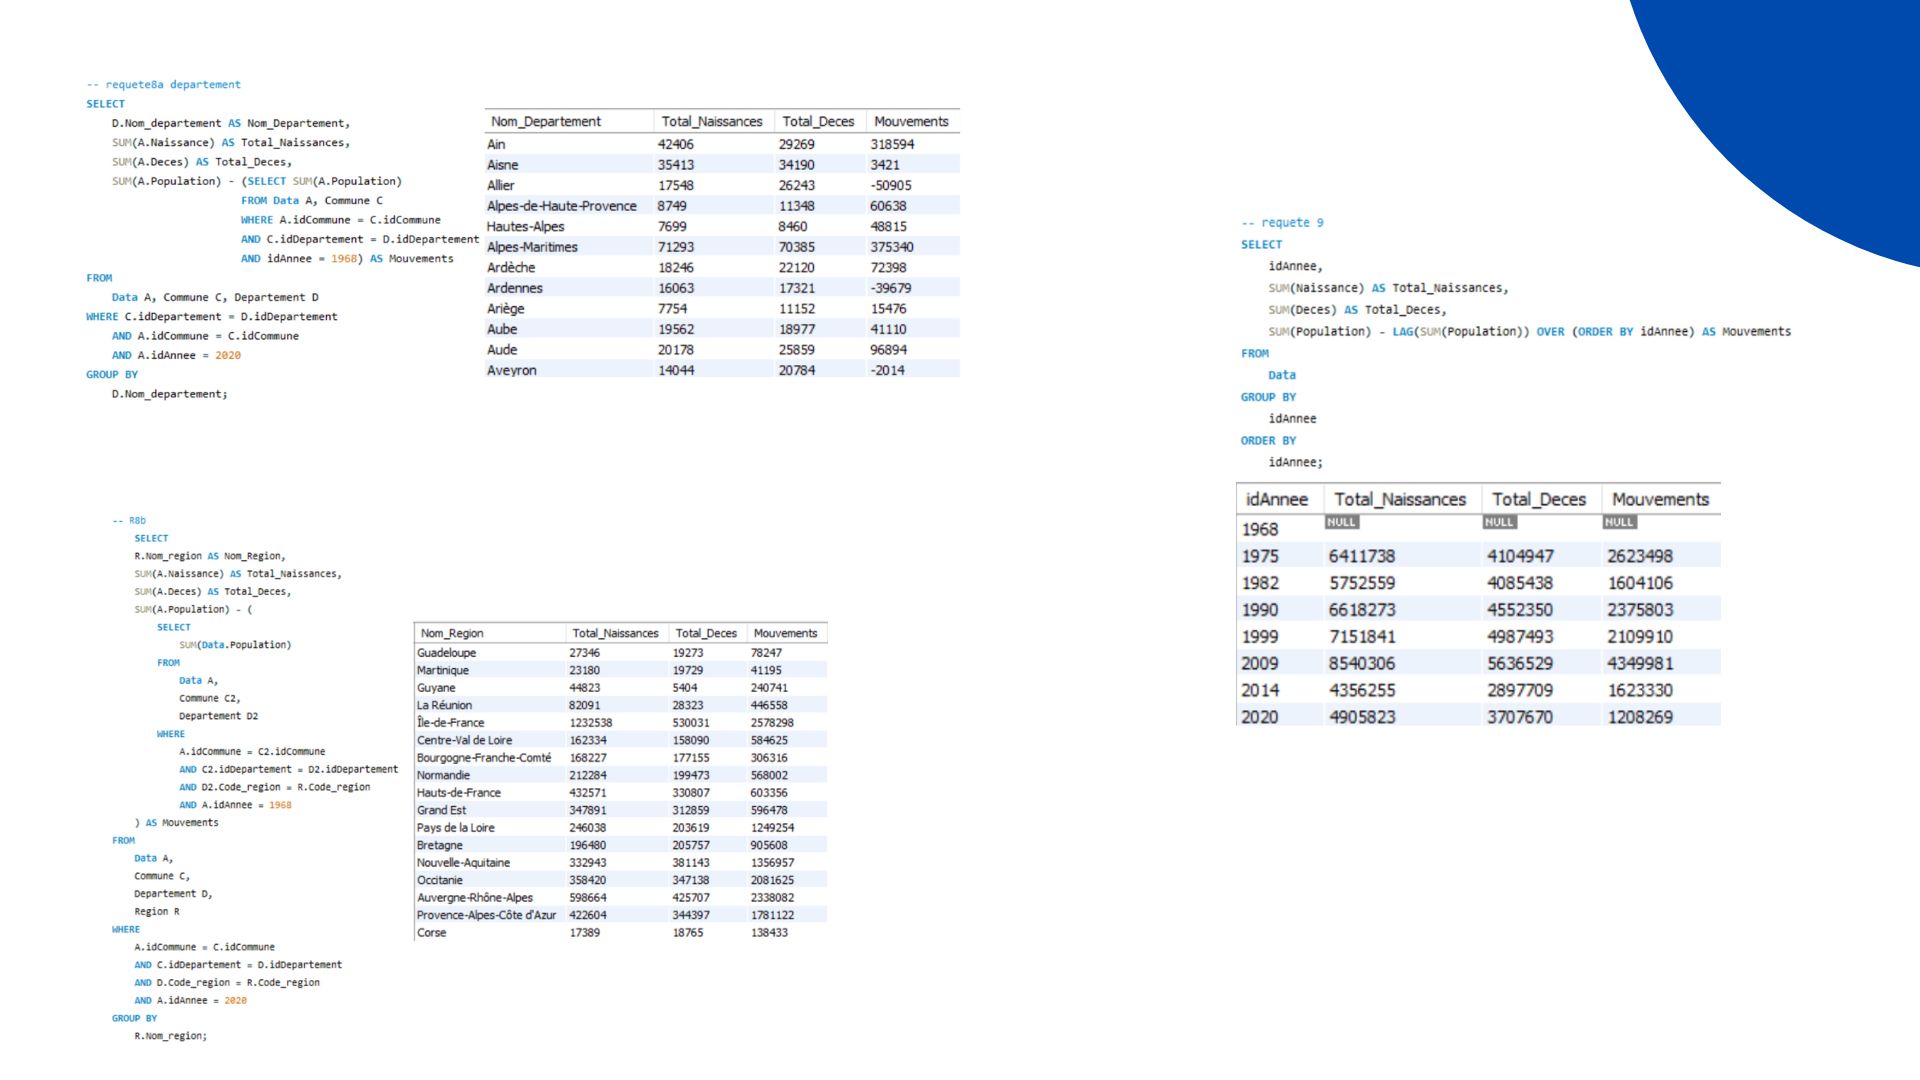 -- requete8a departement
SELECT
D.Nom_departement AS Nom_Departement,
SUM(A.Naissance) AS Total_Naissances,
SUM(A.Deces) AS Total_Deces,
SUM(A.Population) - (SELECT SUM(A.Population)
FROM Data A, Commune C
WHERE A.idCommune = C.idCommune
AND C.idDepartement = D.idDepartement
AND idAnnee = 1968) AS Mouvements
FROM
Data A, Commune C, Departement D
WHERE C.idDepartement = D.idDepartement
AND A.idCommune = C.idCommune
AND A.idAnnee = 2020
GROUP BY
D.Nom_departement;
Nom_Departement Total_Naissances Total_Deces Mouvements
Ain 42406 29269 318594
Aisne 35413 34190 3421
Allier 17548 26243 -50905
Alpes-de-Haute-Provence 8749 11348 60638
Hautes-Alpes 7699 8460 48815
Alpes-Maritimes 71293 70385 375340
Ardèche 18246 22120 72398
Ardennes 16063 17321 -39679
Ariège 7754 11152 15476
Aube 19562 18977 41110
Aude 20178 25859 96894
Aveyron 14044 20784 -2014
-- R8b
SELECT
R.Nom_region AS Nom_Region,
SUM(A.Naissance) AS Total_Naissances,
SUM(A.Deces) AS Total_Deces,
SUM(A.Population) - (
SELECT
SUM(Data.Population)
FROM
Data A,
Commune C2,
Departement D2
WHERE
A.idCommune = C2.idCommune
AND C2.idDepartement = D2.idDepartement
AND D2.Code_region = R.Code_region
AND A.idAnnee = 1968
) AS Mouvements
FROM
Data A,
Commune C,
Departement D,
Region R
WHERE
A.idCommune = C.idCommune
AND C.idDepartement = D.idDepartement
AND D.Code_region = R.Code_region
AND A.idAnnee = 2020
GROUP BY
R.Nom_region;
Nom_Region Total_Naissances Total_Deces Mouvements
Guadeloupe 27346 19273 78247
Martinique 23180 19729 41195
Guyane 44823 5404 240741
La Réunion 82091 28323 446558
Île-de-France 1232538 530031 2578298
Centre-Val de Loire 162334 158090 584625
Bourgogne-Franche-Comté 168227 177155 306316
Normandie 212284 199473 568002
Hauts-de-France 432571 330807 603356
Grand Est 347891 312859 596478
Pays de la Loire 246038 203619 1249254
Bretagne 196480 205757 905608
Nouvelle-Aquitaine 332943 381143 1356957
Occitanie 358420 347138 2081625
Auvergne-Rhône-Alpes 598664 425707 2338082
Provence-Alpes-Côte d'Azur 422604 344397 1781122
Corse 17389 18765 138433
-- requete 9
SELECT
idAnnee,
SUM(Naissance) AS Total_Naissances,
SUM(Deces) AS Total_Deces,
SUM(Population) - LAG(SUM(Population)) OVER (ORDER BY idAnnee) AS Mouvements
FROM
Data
GROUP BY
idAnnee
ORDER BY
idAnnee;
idAnnee Total_Naissances Total_Deces Mouvements
1968 NULL NULL NULL
1975 6411738 4104947 2623498
1982 5752559 4085438 1604106
1990 6618273 4552350 2375803
1999 7151841 4987493 2109910
2009 8540306 5636529 4349981
2014 4356255 2897709 1623330
2020 4905823 3707670 1208269